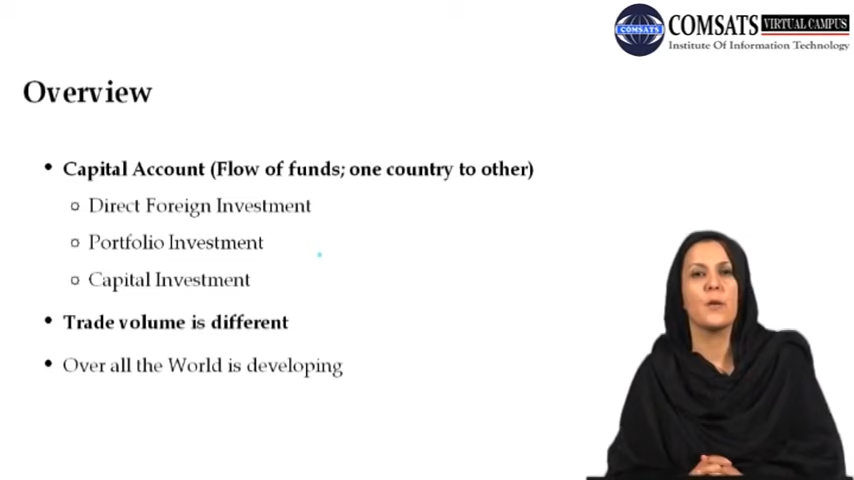 COMSATS VIRTUAL CAMPUS
COMSATS
Institute Of Information Technology
Overview
• Capital Account (Flow of funds; one country to other)
o Direct Foreign Investment
o Portfolio Investment
o Capital Investment
• Trade volume is different
• Over all the World is developing